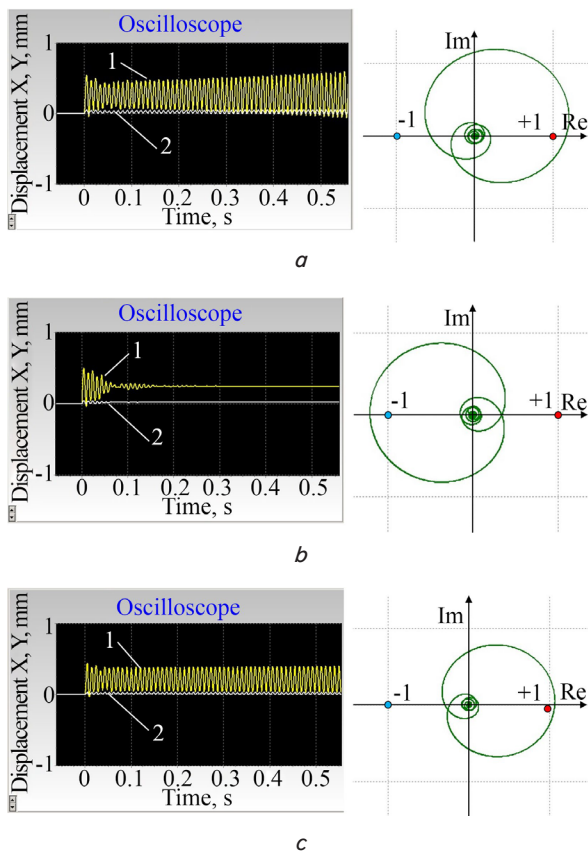 Oscilloscope
Displacement X, Y, mm
1
0
-1
1
2
0 0.1 0.2 0.3 0.4 0.5
Time, s
Im
-1 +1 Re
a
Oscilloscope
Displacement X, Y, mm
1
0
-1
1
2
0 0.1 0.2 0.3 0.4 0.5
Time, s
Im
-1 +1 Re
b
Oscilloscope
Displacement X, Y, mm
1
0
-1
1
2
0 0.1 0.2 0.3 0.4 0.5
Time, s
Im
-1 +1 Re
c